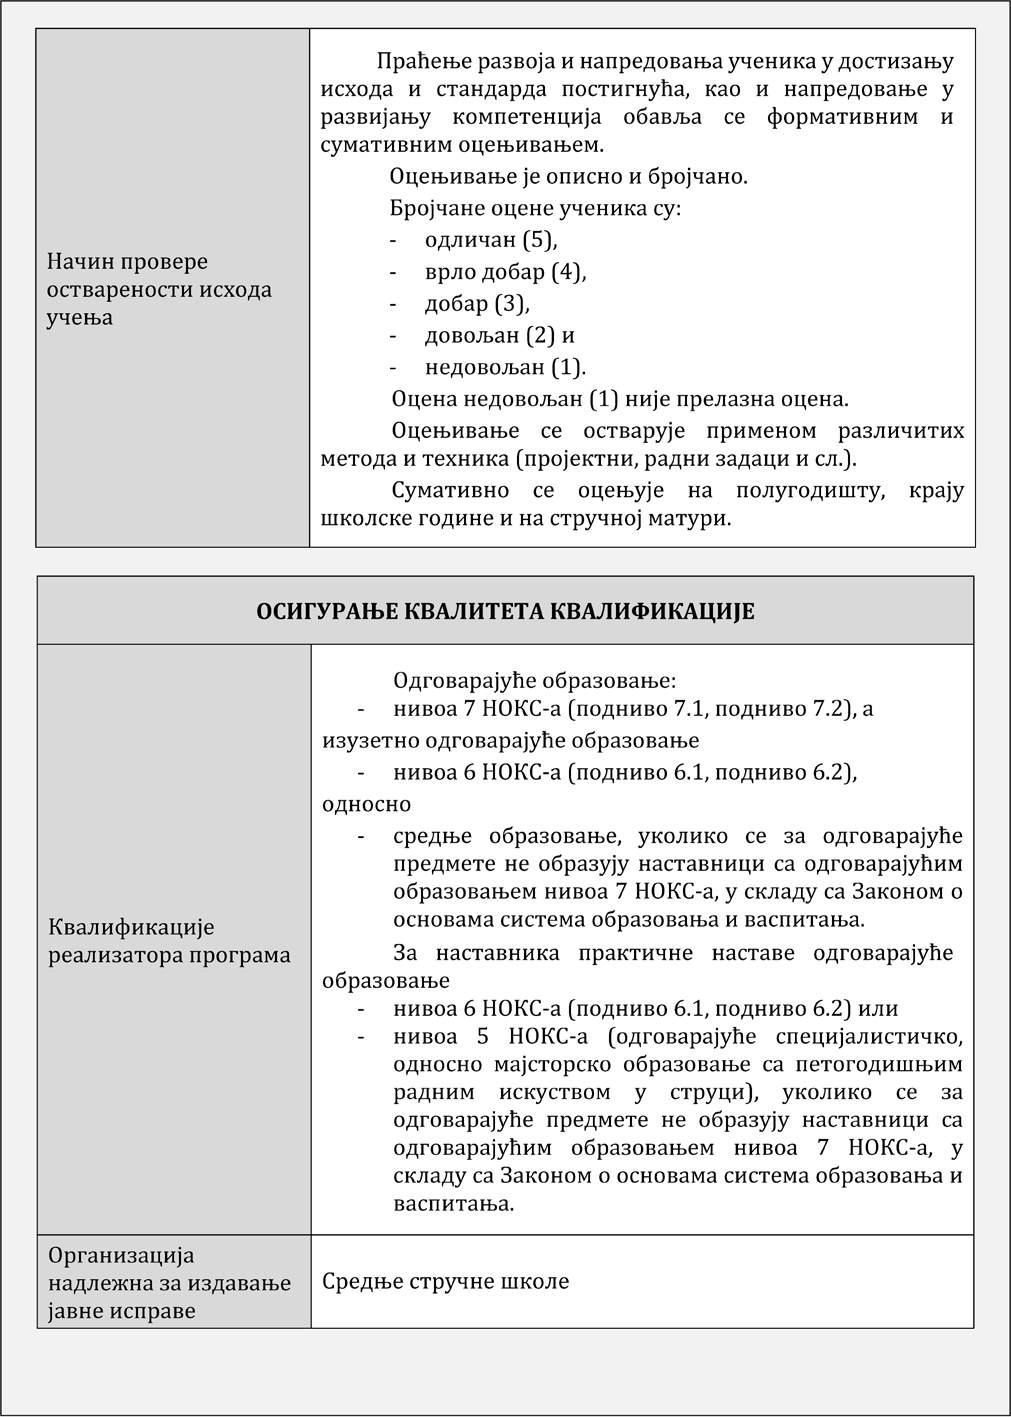 Начин провере
остварености исхода
учења
Праћење развоја и напредовања ученика у достизању
исхода и стандарда постигнућа, као и напредовање у
развијању компетенција обавља се формативним и
сумативним оцењивањем.
Оцењивање је описно и бројчано.
Бројчане оцене ученика су:
- одличан (5),
- врло добар (4),
- добар (3),
- довољан (2) и
- недовољан (1).
Оцена недовољан (1) није прелазна оцена.
Оцењивање се остварује применом различитих
метода и техника (пројектни, радни задаци и сл.).
Сумативно се оцењује на полугодишту, крају
школске године и на стручној матури.
ОСИГУРАЊЕ КВАЛИТЕТА КВАЛИФИКАЦИЈЕ
Квалификације
реализатора програма
Одговарајуће образовање:
- нивоа 7 НОКС-а (подниво 7.1, подниво 7.2), а
изузетно одговарајуће образовање
- нивоа 6 НОКС-а (подниво 6.1, подниво 6.2),
односно
- средње образовање, уколико се за одговарајуће
предмете не образују наставници са одговарајућим
образовањем нивоа 7 НОКС-а, у складу са Законом о
основама система образовања и васпитања.
За наставника практичне наставе одговарајуће
образовање
- нивоа 6 НОКС-а (подниво 6.1, подниво 6.2) или
- нивоа 5 НОКС-а (одговарајуће специјалистичко,
односно мајсторско образовање са петогодишњим
радним искуством у струци), уколико се за
одговарајуће предмете не образују наставници са
одговарајућим образовањем нивоа 7 НОКС-а, у
складу са Законом о основама система образовања и
васпитања.
Организација
надлежна за издавање
јавне исправе
Средње стручне школе